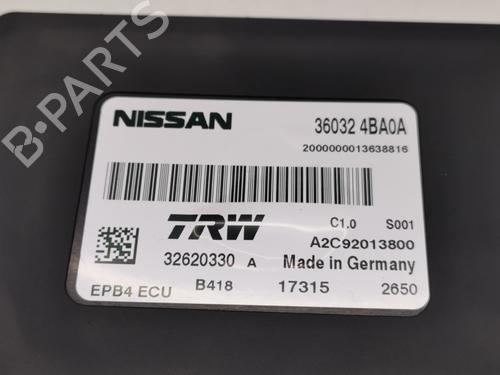 B-PARTS
NISSAN 36032 4BA0A
2000000013638816
C1.0 S001
TRW A2C92013800
32620330 A Made in Germany
EPB4 ECU B418 17315 2650